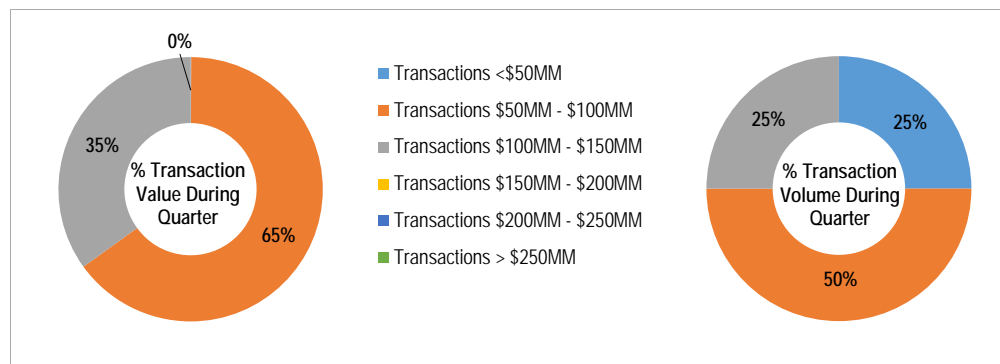 0%
35%
65%
% Transaction
Value During
Quarter
Transactions <$50MM
Transactions $50MM - $100MM
Transactions $100MM - $150MM
Transactions $150MM - $200MM
Transactions $200MM - $250MM
Transactions > $250MM
25%
25%
50%
% Transaction
Volume During
Quarter